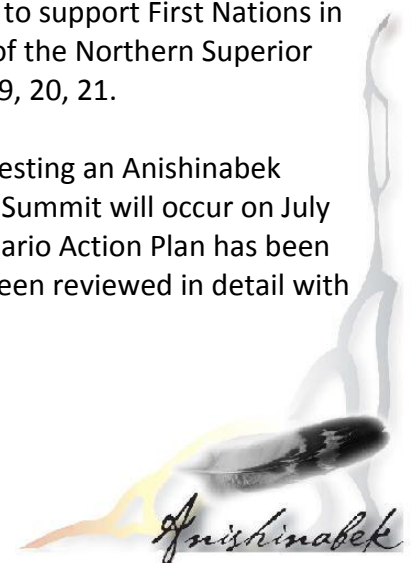 to support First Nations in
of the Northern Superior
9, 20, 21.
esting an Anishinabek
Summit will occur on July
ario Action Plan has been
een reviewed in detail with
Anishinabek